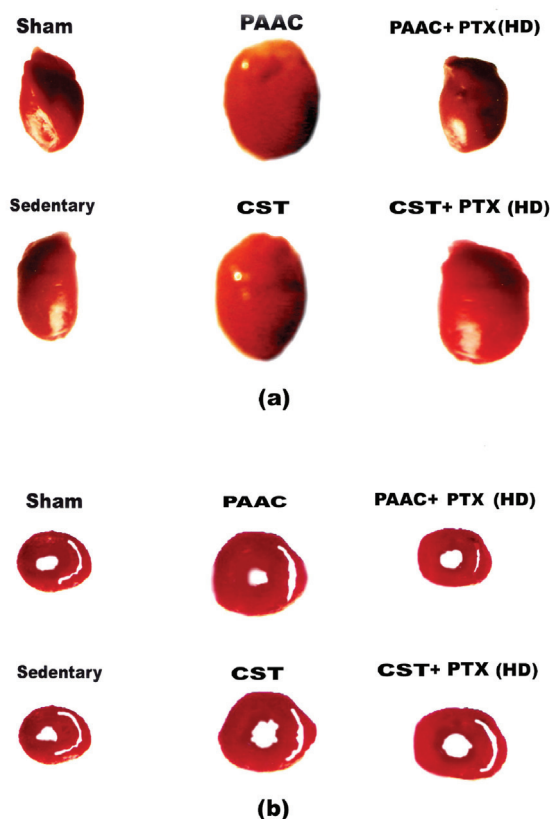 Sham PAAC PAAC+ PTX(HD)
Sedentary CST CST+ PTX (HD)
(a)
Sham PAAC PAAC+ PTX (HD)
Sedentary CST CST+ PTX (HD)
(b)